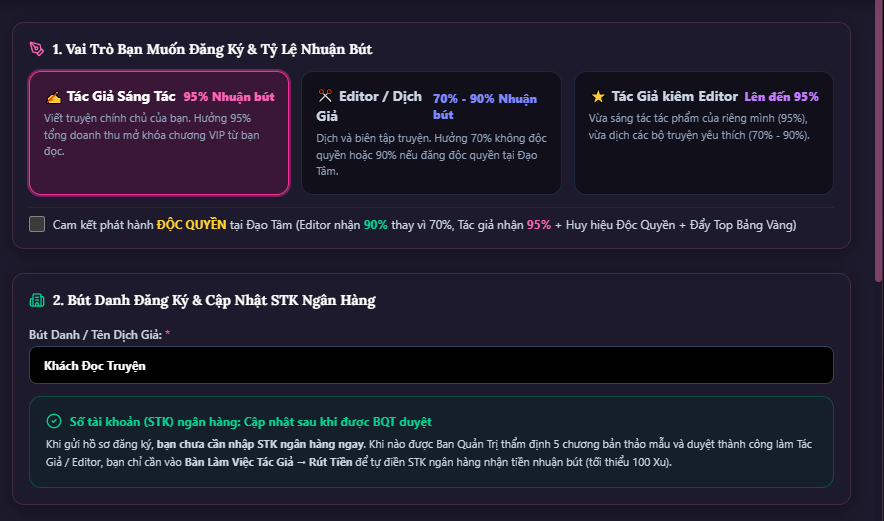 1. Vai Trò Bạn Muốn Đăng Ký & Tỷ Lệ Nhuận Bút
Tác Giả Sáng Tác 95% Nhuận bút
Viết truyện chính chủ của bạn. Hưởng 95%
tổng doanh thu mở khóa chương VIP từ bạn
đọc.
Editor / Dịch
Giả
70% - 90% Nhuận
bút
Dịch và biên tập truyện. Hưởng 70% không độc
quyền hoặc 90% nếu đăng độc quyền tại Đạo
Tâm.
Tác Giả kiêm Editor Lên đến 95%
Vừa sáng tác tác phẩm của riêng mình (95%),
vừa dịch các bộ truyện yêu thích (70% - 90%).
Cam kết phát hành ĐỘC QUYỀN tại Đạo Tâm (Editor nhận 90% thay vì 70%, Tác giả nhận 95% + Huy hiệu Độc Quyền + Đẩy Top Bảng Vàng)
2. Bút Danh Đăng Ký & Cập Nhật STK Ngân Hàng
Bút Danh / Tên Dịch Giả: *
Khách Đọc Truyện
Số tài khoản (STK) ngân hàng: Cập nhật sau khi được BQT duyệt
Khi gửi hồ sơ đăng ký, bạn chưa cần nhập STK ngân hàng ngay. Khi nào được Ban Quản Trị thẩm định 5 chương bản thảo mẫu và duyệt thành công làm Tác
Giả / Editor, bạn chỉ cần vào Bàn Làm Việc Tác Giả → Rút Tiền để tự điền STK ngân hàng nhận tiền nhuận bút (tối thiểu 100 Xu).